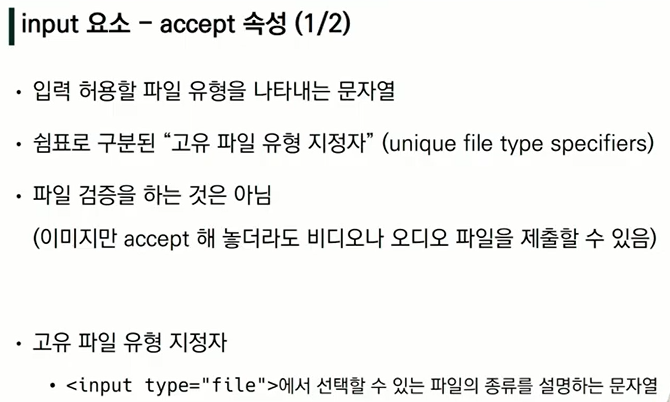 input 요소 - accept 속성 (1/2)
• 입력 허용할 파일 유형을 나타내는 문자열
• 쉼표로 구분된 “고유 파일 유형 지정자” (unique file type specifiers)
• 파일 검증을 하는 것은 아님
(이미지만 accept 해 놓더라도 비디오나 오디오 파일을 제출할 수 있음)
• 고유 파일 유형 지정자
• <input type="file">에서 선택할 수 있는 파일의 종류를 설명하는 문자열